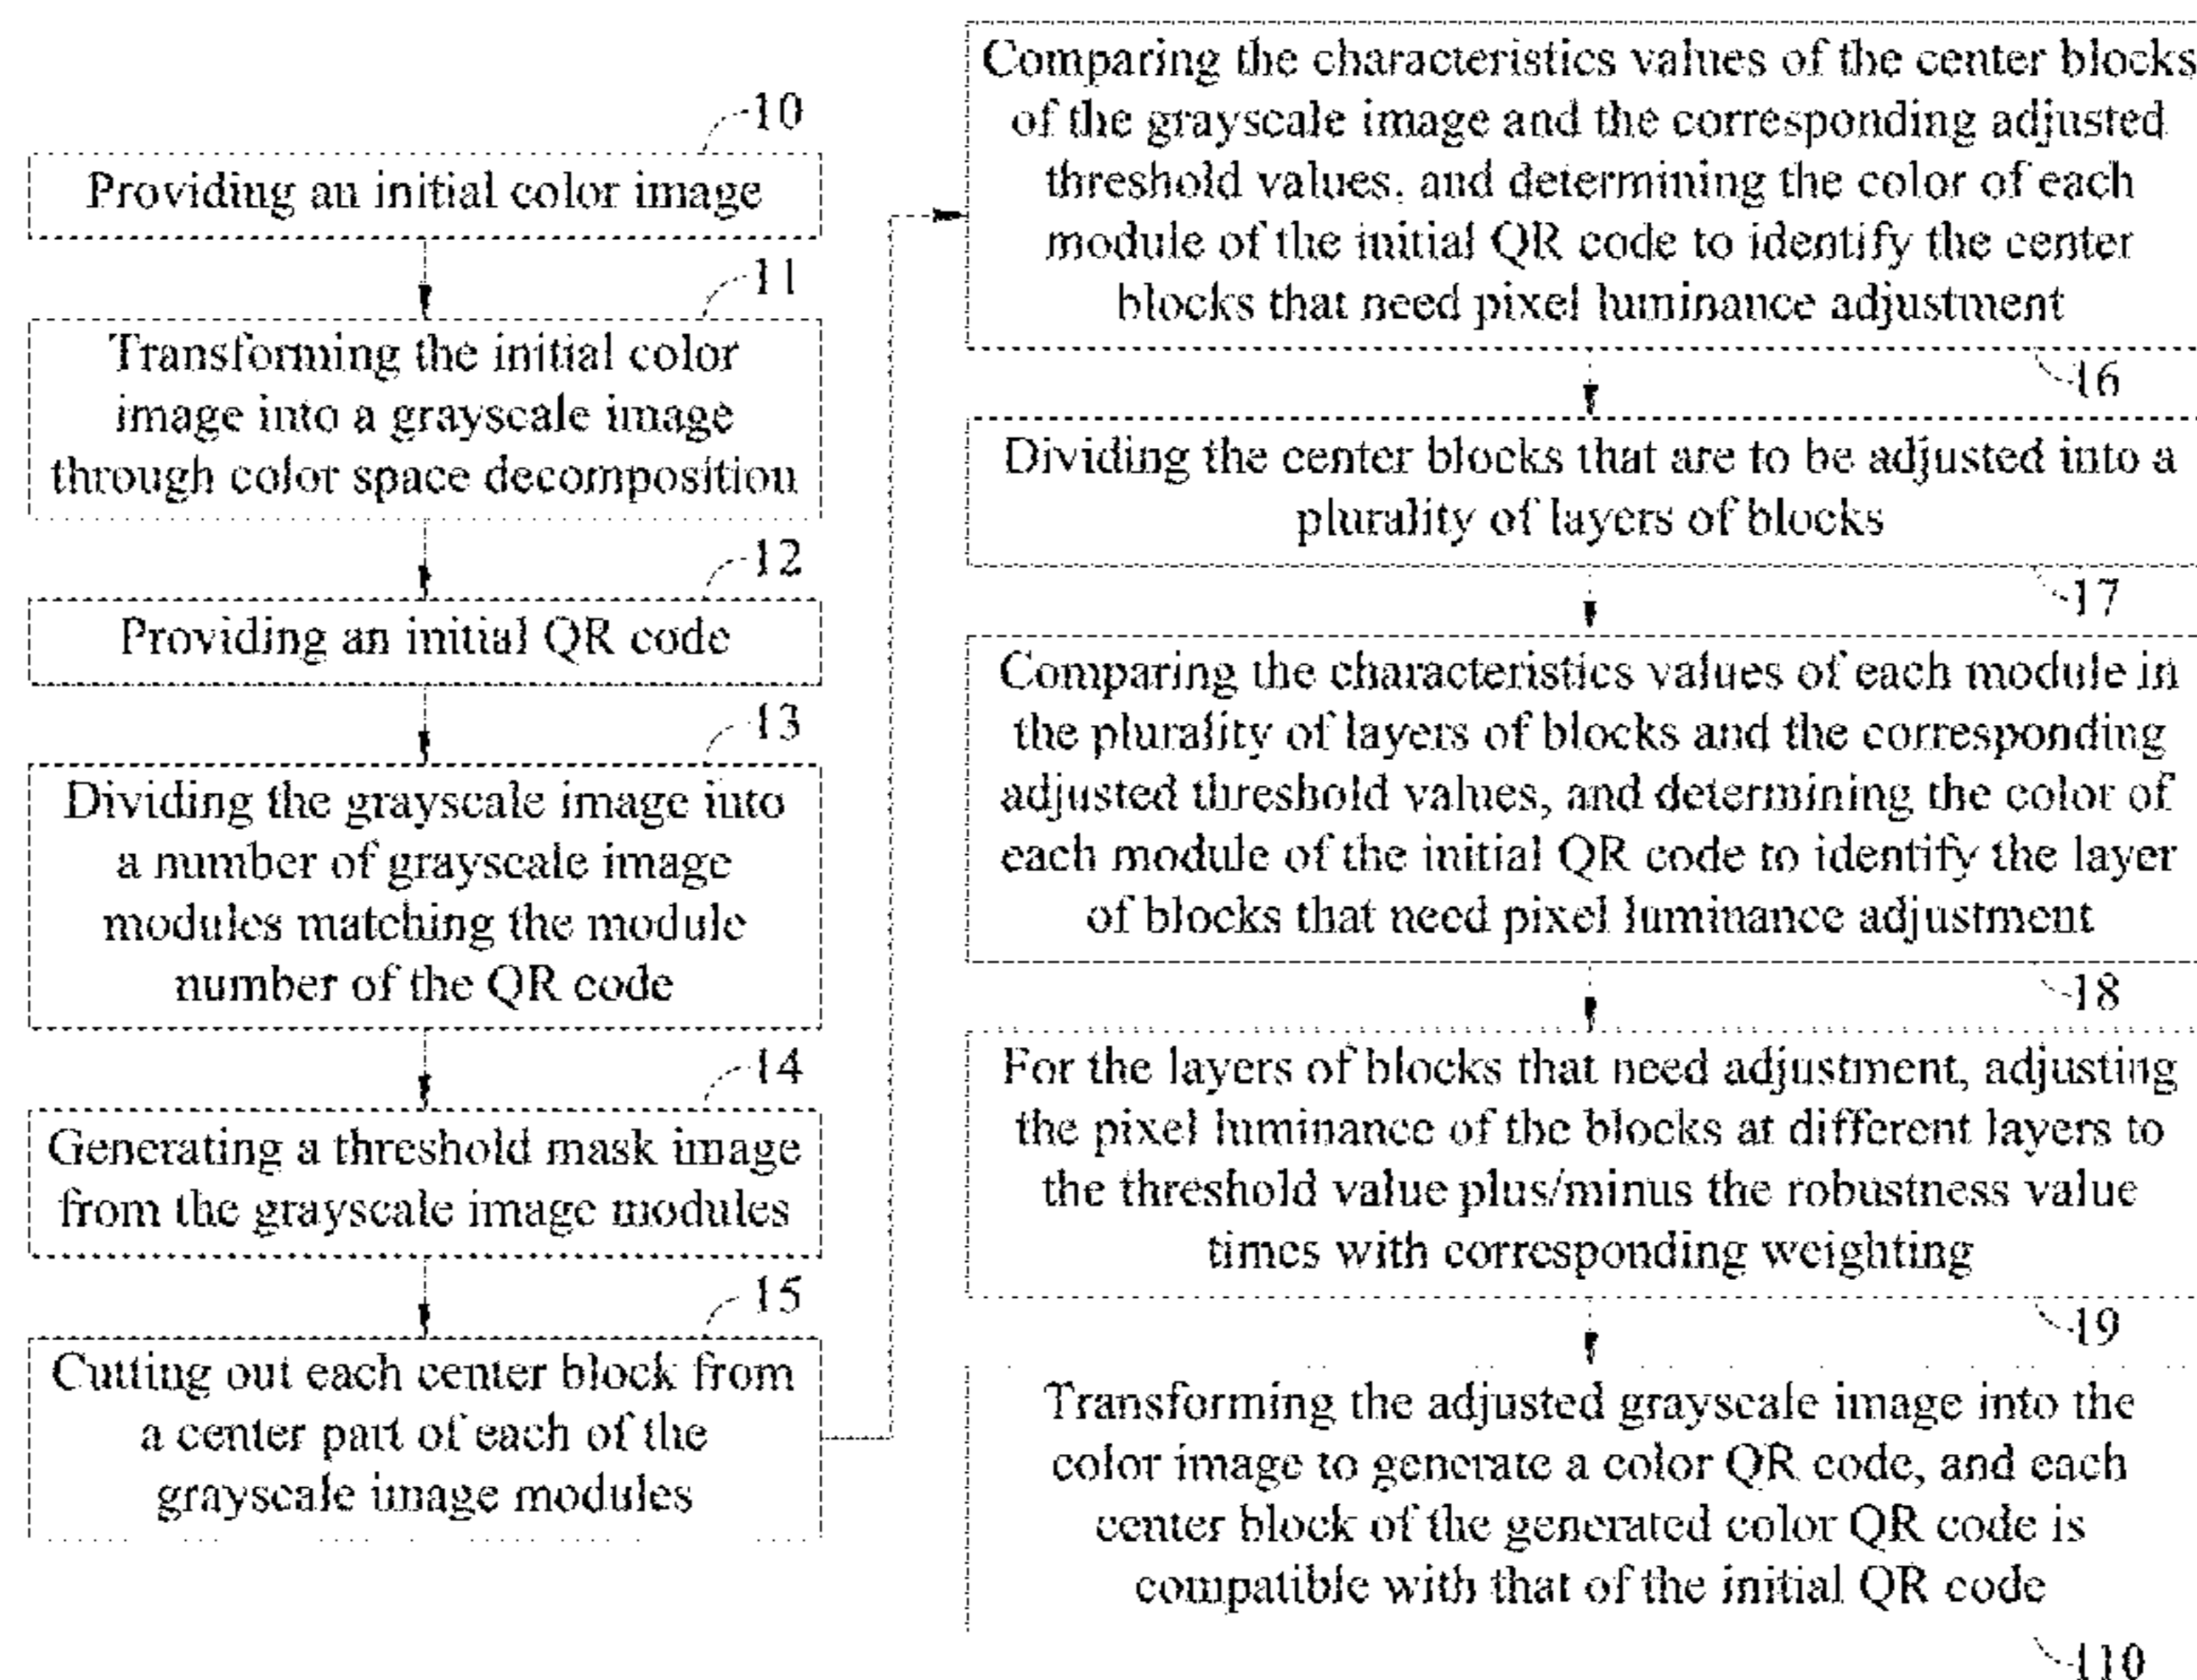 10
Providing an initial color image
11
Transforming the initial color
image into a grayscale image
through color space decomposition
12
Providing an initial QR code
13
Dividing the grayscale image into
a number of grayscale image
modules matching the module
number of the QR code
14
Generating a threshold mask image
from the grayscale image modules
15
Cutting out each center block from
a center part of each of the
grayscale image modules
Comparing the characteristics values of the center blocks
of the grayscale image and the corresponding adjusted
threshold values, and determining the color of each
module of the initial QR code to identify the center
blocks that need pixel luminance adjustment
16
Dividing the center blocks that are to be adjusted into a
plurality of layers of blocks
17
Comparing the characteristics values of each module in
the plurality of layers of blocks and the corresponding
adjusted threshold values, and determining the color of
each module of the initial QR code to identify the layer
of blocks that need pixel luminance adjustment
18
For the layers of blocks that need adjustment, adjusting
the pixel luminance of the blocks at different layers to
the threshold value plus/minus the robustness value
times with corresponding weighting
19
Transforming the adjusted grayscale image into the
color image to generate a color QR code, and each
center block of the generated color QR code is
compatible with that of the initial QR code
110